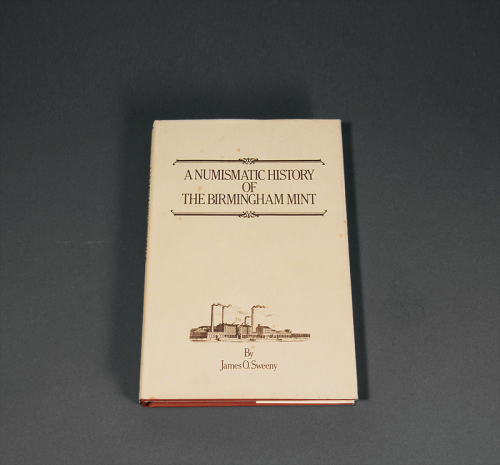 A NUMISMATIC HISTORY
OF
THE BIRMINGHAM MINT
By
James O. Sweeny